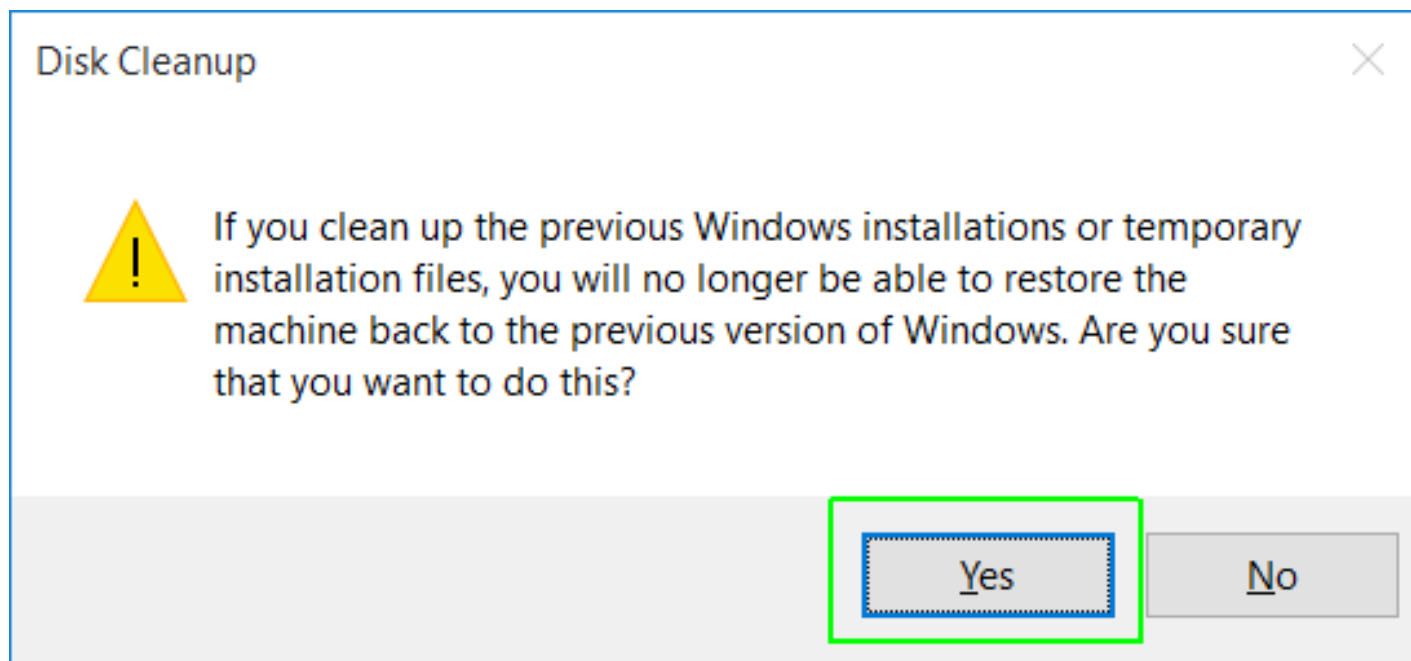 Disk Cleanup
If you clean up the previous Windows installations or temporary
installation files, you will no longer be able to restore the
machine back to the previous version of Windows. Are you sure
that you want to do this?
Yes No